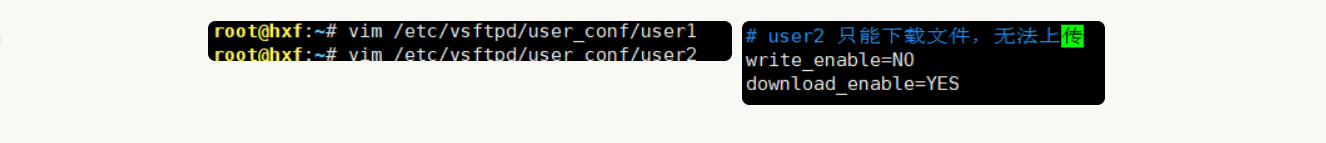 root@hxf:~# vim /etc/vsftpd/user_conf/user1
root@hxf:~# vim /etc/vsftpd/user_conf/user2
# user2 只能下载文件，无法上传
write_enable=NO
download_enable=YES